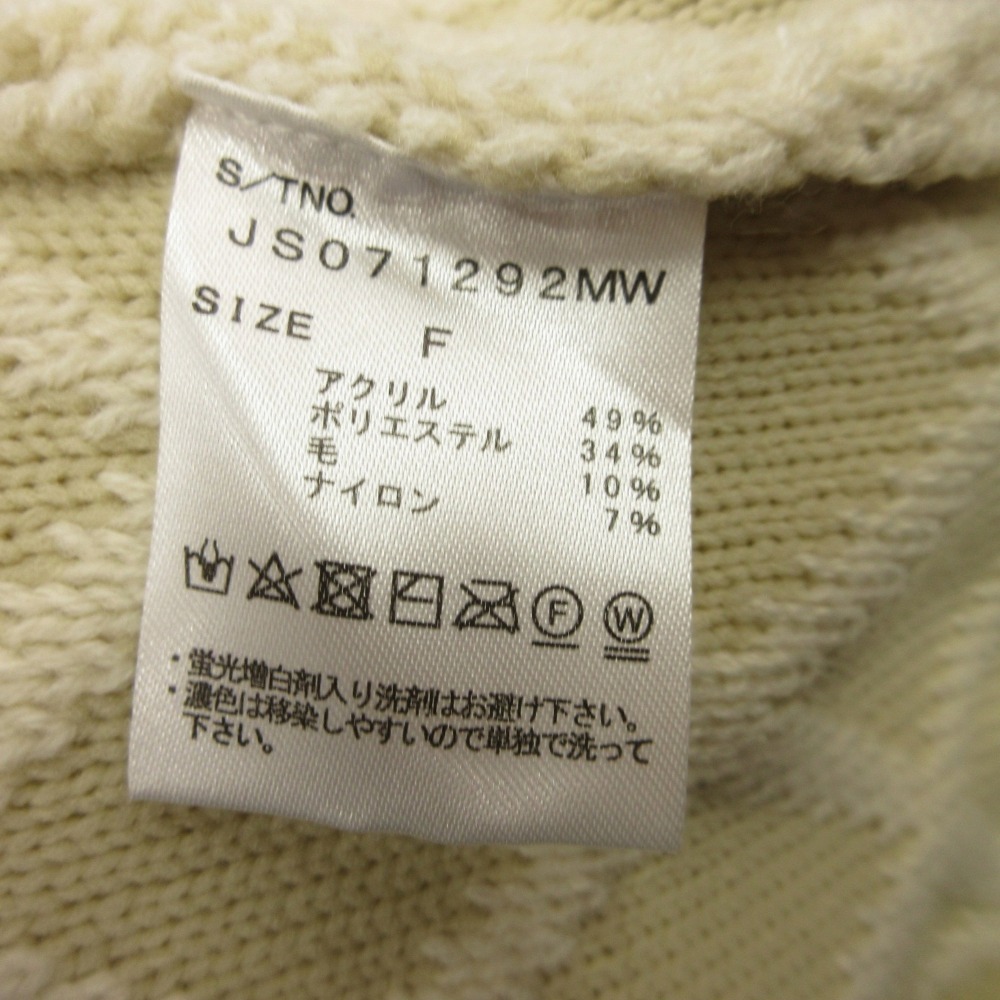 S/TNO.
JS071292MW
SIZE F
アクリル 49%
ポリエステル 34%
毛 10%
ナイロン 7%
F W
・蛍光増白剤入り洗剤はお避け下さい。
・濃色は移染しやすいので単独で洗って
下さい。